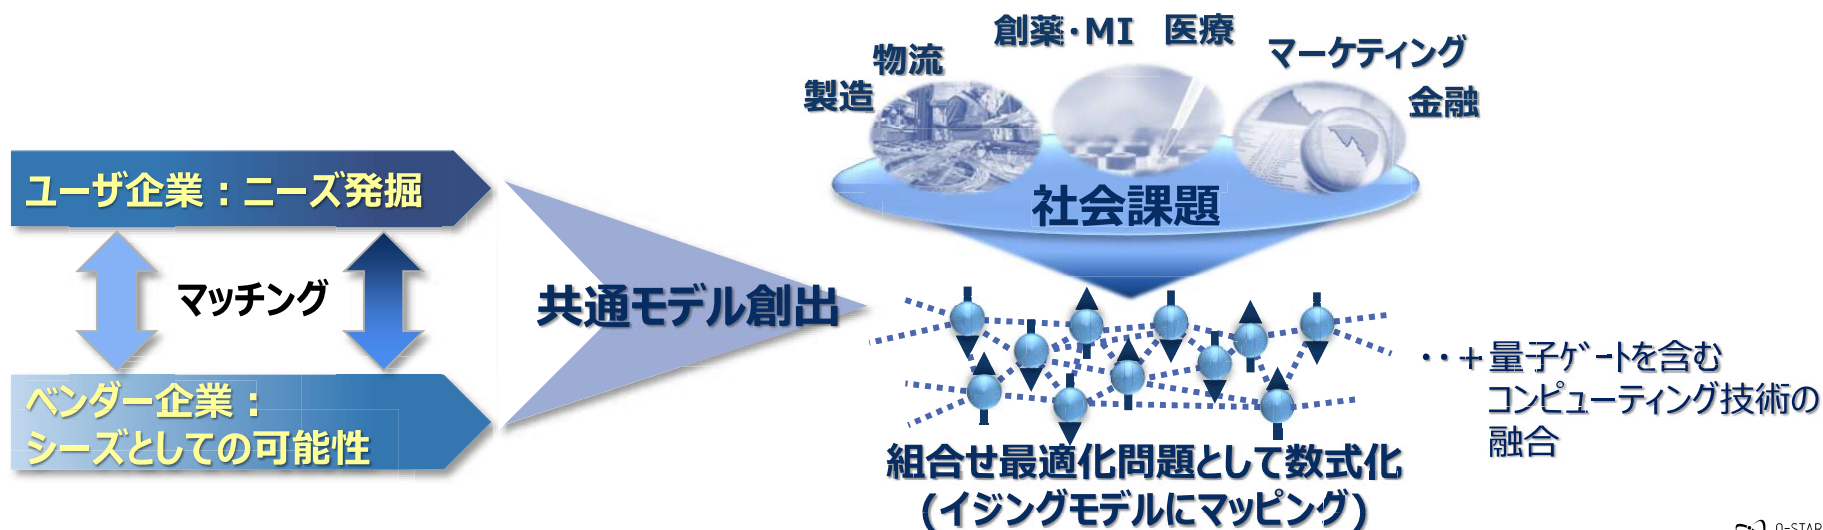 創薬・MI 医療
物流
マーケティング
製造
金融
ユーザ企業：ニーズ発掘
社会課題
マッチング
共通モデル創出
・・+量子ｹﾞｰﾄを含む
コンピューティング技術の
融合
ベンダー企業：
シーズとしての可能性
組合せ最適化問題として数式化
(イジングモデルにマッピング)
Q-STAR